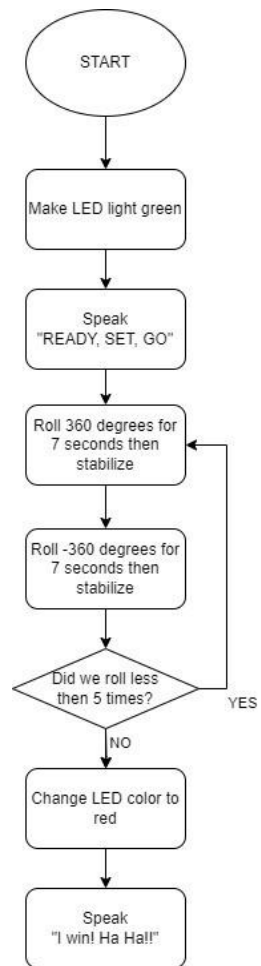 START
Make LED light green
Speak
"READY, SET, GO"
Roll 360 degrees for
7 seconds then
stabilize
Roll -360 degrees for
7 seconds then
stabilize
Did we roll less
then 5 times?
YES
NO
Change LED color to
red
Speak
"I win! Ha Ha!!"